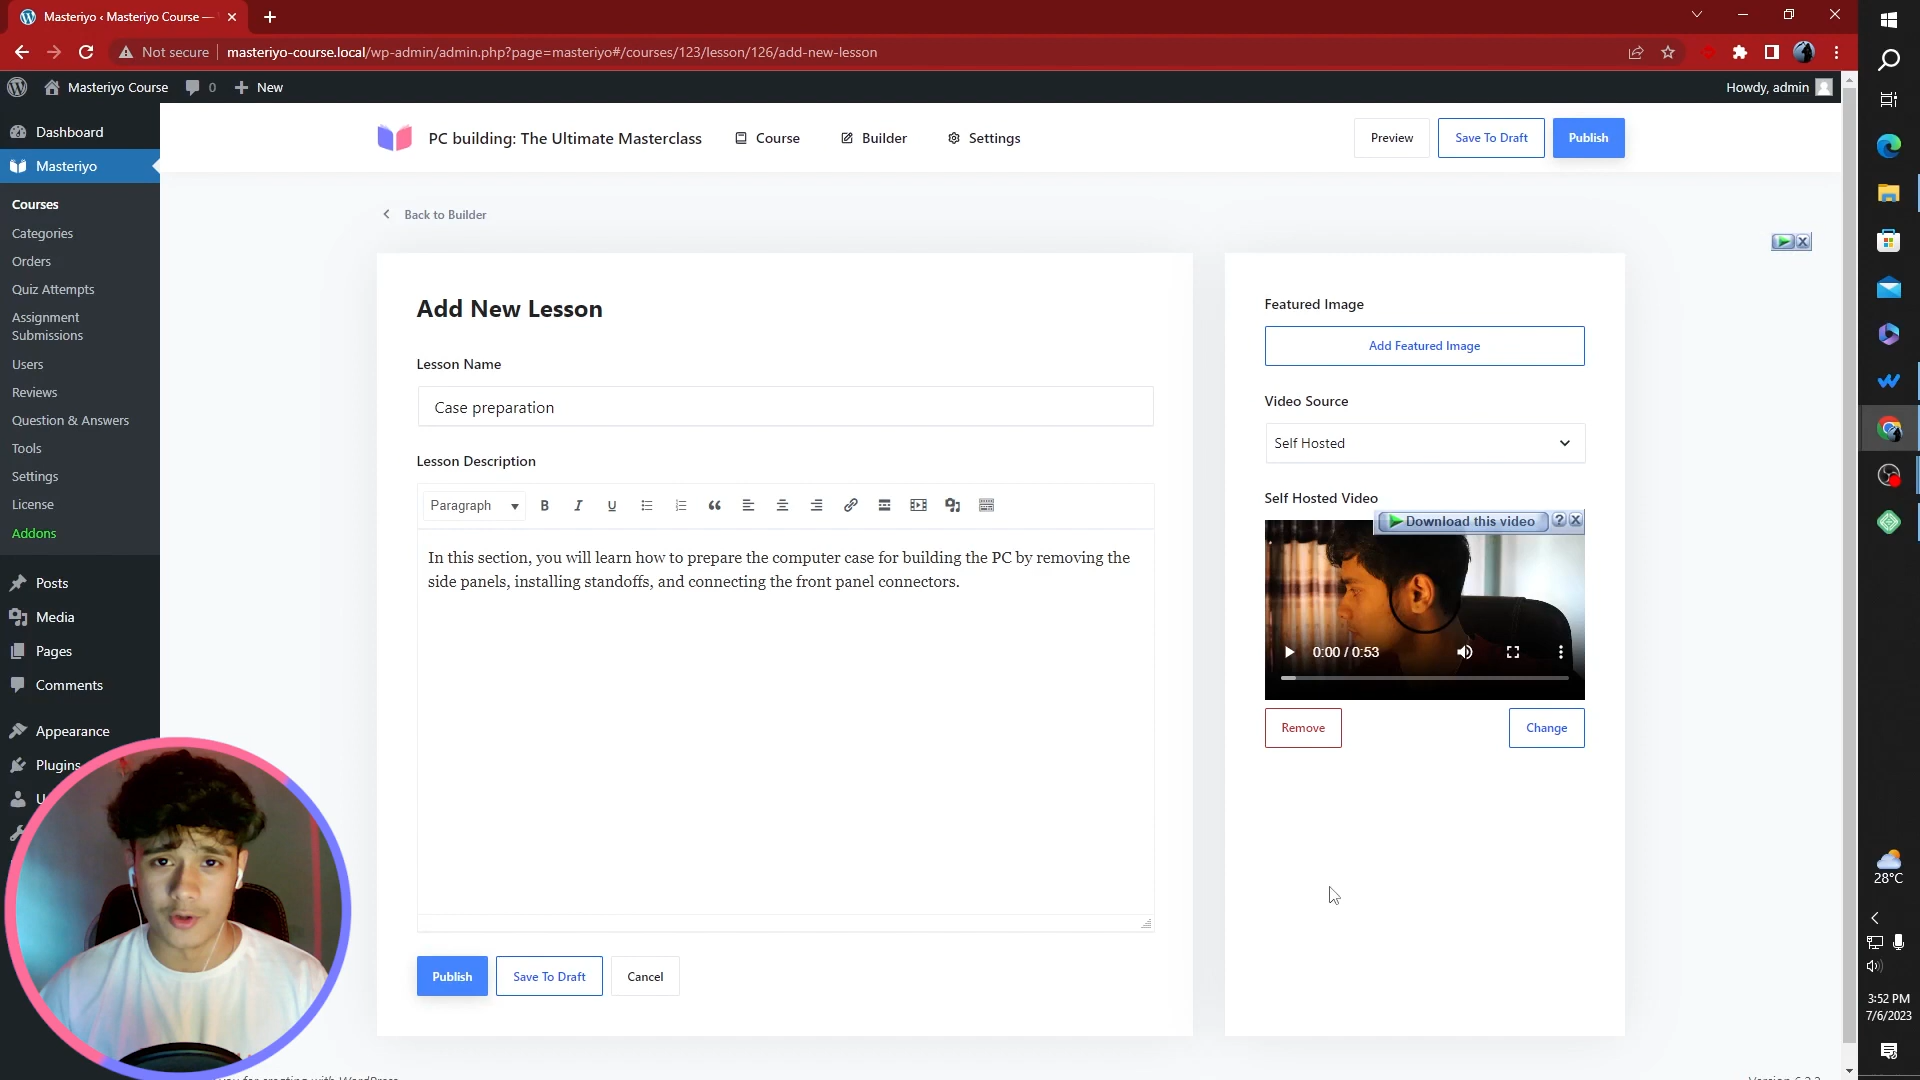 Masteriyo ‹ Masteriyo Course —
Not secure
masteriyo-course.local/wp-admin/admin.php?page=masteriyo#/courses/123/lesson/126/add-new-lesson
Masteriyo Course
0
New
Howdy, admin
Dashboard
Masteriyo
Courses
Categories
Orders
Quiz Attempts
Assignment
Submissions
Users
Reviews
Question & Answers
Tools
Settings
License
Addons
Posts
Media
Pages
Comments
Appearance
Plugins
PC building: The Ultimate Masterclass
Course
Builder
Settings
Preview
Save To Draft
Publish
Back to Builder
Add New Lesson
Lesson Name
Case preparation
Lesson Description
Paragraph
B
I
U
In this section, you will learn how to prepare the computer case for building the PC by removing the
side panels, installing standoffs, and connecting the front panel connectors.
Publish
Save To Draft
Cancel
Featured Image
Add Featured Image
Video Source
Self Hosted
Self Hosted Video
Download this video
0:00 / 0:53
Remove
Change
28°C
3:52 PM
7/6/2023